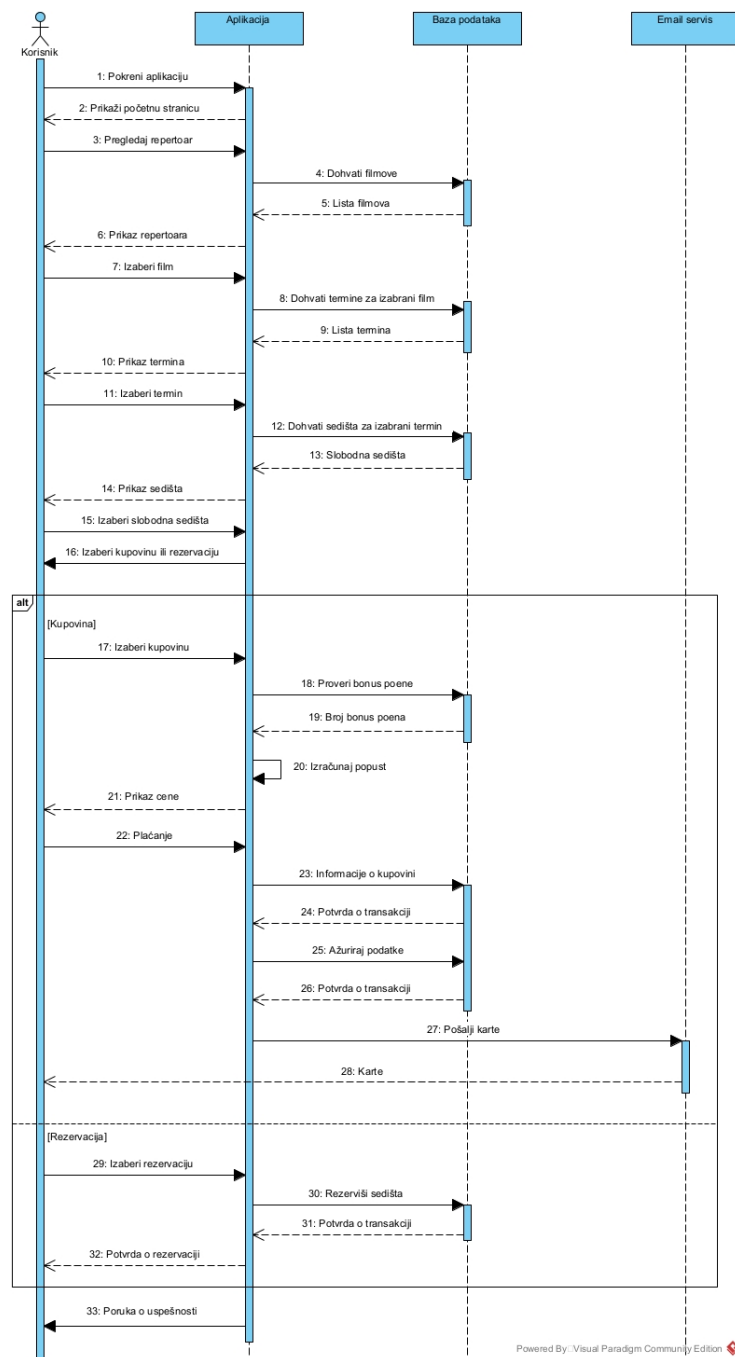 Korisnik
Aplikacija
Baza podataka
Email servis
1: Pokreni aplikaciju
2: Prikaži početnu stranicu
3: Pregledaj repertoar
4: Dohvati filmove
5: Lista filmova
6: Prikaz repertoara
7: Izaberi film
8: Dohvati termine za izabrani film
9: Lista termina
10: Prikaz termina
11: Izaberi termin
12: Dohvati sedišta za izabrani termin
13: Slobodna sedišta
14: Prikaz sedišta
15: Izaberi slobodna sedišta
16: Izaberi kupovinu ili rezervaciju
alt
[Kupovina]
17: Izaberi kupovinu
18: Proveri bonus poene
19: Broj bonus poena
20: Izračunaj popust
21: Prikaz cene
22: Plaćanje
23: Informacije o kupovini
24: Potvrda o transakciji
25: Ažuriraj podatke
26: Potvrda o transakciji
27: Pošalji karte
28: Karte
[Rezervacija]
29: Izaberi rezervaciju
30: Rezerviši sedišta
31: Potvrda o transakciji
32: Potvrda o rezervaciji
33: Poruka o uspešnosti
Powered By Visual Paradigm Community Edition